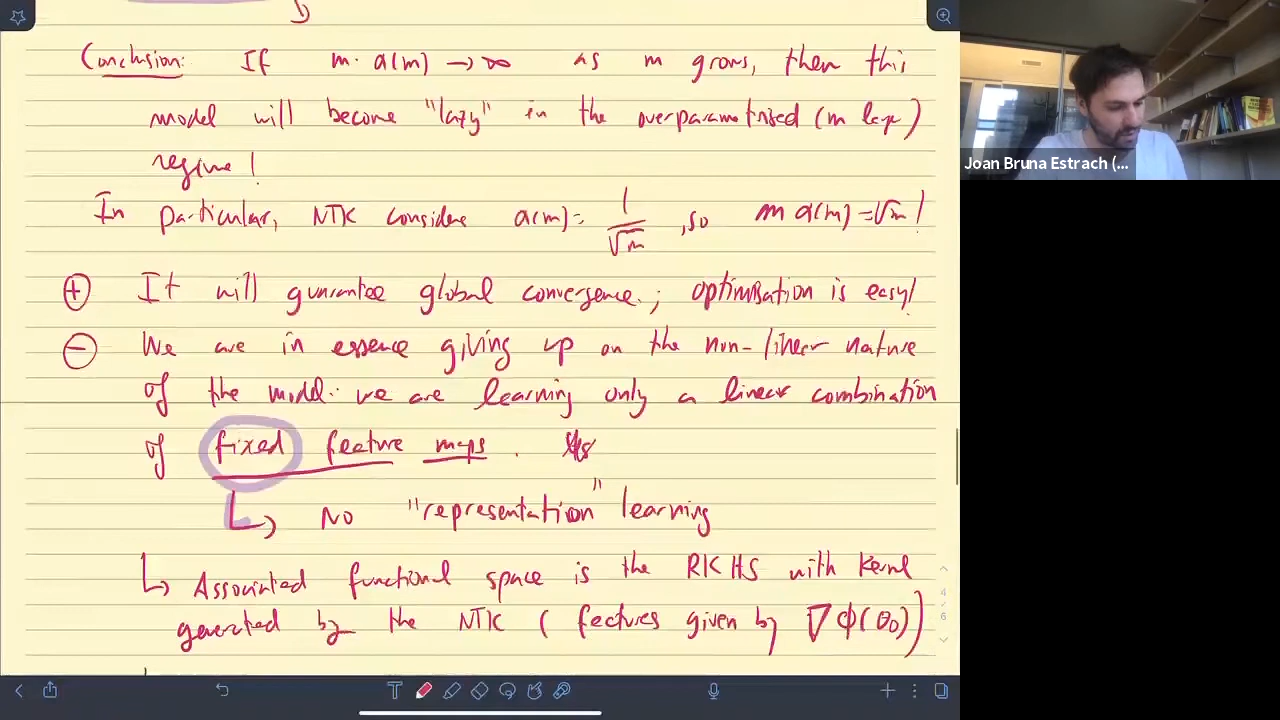 Conclusion: If m· a(m) → ∞ as m grows, then this
model will become "lazy" in the overparametrized (m large)
regime!
In particular, NTK considers a(m) = 1/√m, so m a(m) = √m!
+ It will guarantee global convergence.; optimisation is easy!
− We are in essence giving up on the non-linear nature
of the model: we are learning only a linear combination
of fixed feature maps.
↳ No "representation" learning
↳ Associated functional space is the RKHS with kernel
generated by the NTK (features given by ∇Φ(θ₀))
Joan Bruna Estrach (...
4
6
T